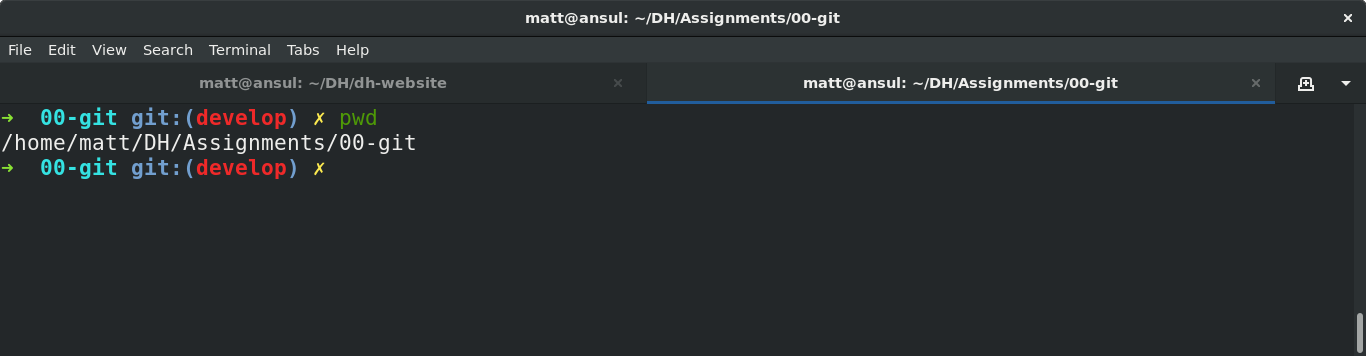 matt@ansul: ~/DH/Assignments/00-git
File Edit View Search Terminal Tabs Help
matt@ansul: ~/DH/dh-website matt@ansul: ~/DH/Assignments/00-git
➜  00-git git:(develop) ✗ pwd
/home/matt/DH/Assignments/00-git
➜  00-git git:(develop) ✗